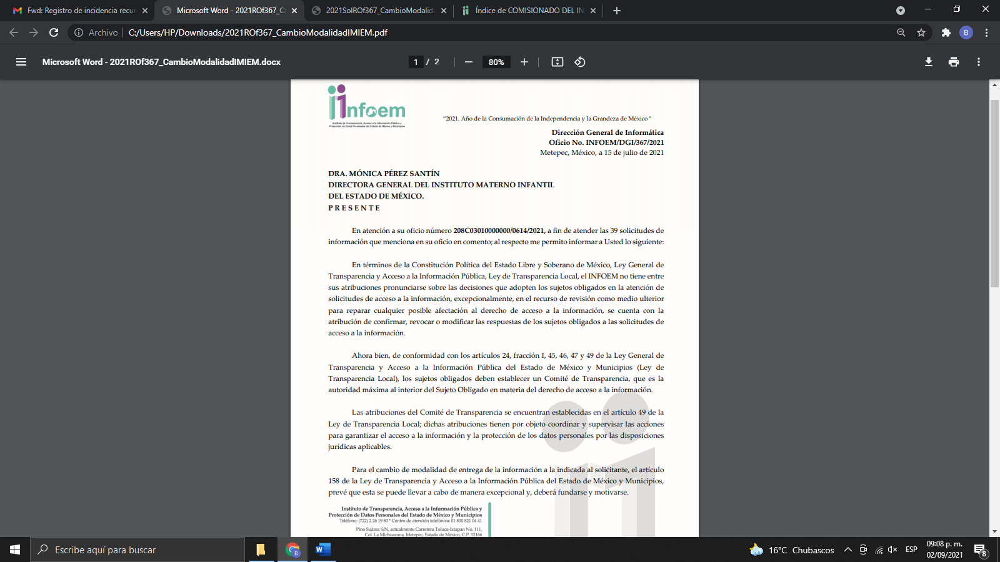 Fwd: Registro de incidencia recur
Microsoft Word - 2021ROf367_Ca
2021SolROf367_CambioModalida
Índice de COMISIONADO DEL IN
Archivo
C:/Users/HP/Downloads/2021ROf367_CambioModalidadIMIEM.pdf
B
Microsoft Word - 2021ROf367_CambioModalidadIMIEM.docx
1 / 2
80%
infoem
Instituto de Transparencia, Acceso a la Información Pública y
Protección de Datos Personales del Estado de México y Municipios
"2021. Año de la Consumación de la Independencia y la Grandeza de México "
Dirección General de Informática
Oficio No. INFOEM/DGI/367/2021
Metepec, México, a 15 de julio de 2021
DRA. MÓNICA PÉREZ SANTÍN
DIRECTORA GENERAL DEL INSTITUTO MATERNO INFANTIL
DEL ESTADO DE MÉXICO.
P R E S E N T E
En atención a su oficio número 208C03010000000/0614/2021, a fin de atender las 39 solicitudes de
información que menciona en su oficio en comento; al respecto me permito informar a Usted lo siguiente:
En términos de la Constitución Política del Estado Libre y Soberano de México, Ley General de
Transparencia y Acceso a la Información Pública, Ley de Transparencia Local, el INFOEM no tiene entre
sus atribuciones pronunciarse sobre las decisiones que adopten los sujetos obligados en la atención de
solicitudes de acceso a la información, excepcionalmente, en el recurso de revisión como medio ulterior
para reparar cualquier posible afectación al derecho de acceso a la información, se cuenta con la
atribución de confirmar, revocar o modificar las respuestas de los sujetos obligados a las solicitudes de
acceso a la información.
Ahora bien, de conformidad con los artículos 24, fracción I, 45, 46, 47 y 49 de la Ley General de
Transparencia y Acceso a la Información Pública del Estado de México y Municipios (Ley de
Transparencia Local), los sujetos obligados deben establecer un Comité de Transparencia, que es la
autoridad máxima al interior del Sujeto Obligado en materia del derecho de acceso a la información.
Las atribuciones del Comité de Transparencia se encuentran establecidas en el artículo 49 de la
Ley de Transparencia Local; dichas atribuciones tienen por objeto coordinar y supervisar las acciones
para garantizar el acceso a la información y la protección de los datos personales por las disposiciones
jurídicas aplicables.
Para el cambio de modalidad de entrega de la información a la indicada al solicitante, el artículo
158 de la Ley de Transparencia y Acceso a la Información Pública del Estado de México y Municipios,
prevé que esta se puede llevar a cabo de manera excepcional y, deberá fundarse y motivarse.
Instituto de Transparencia, Acceso a la Información Pública y
Protección de Datos Personales del Estado de México y Municipios
Teléfono: (722) 2 26 19 80 * Centro de atención telefónica: 01 800 821 04 41
Pino Suárez S/N, actualmente Carretera Toluca-Ixtapan No. 111,
Col. La Michoacana, Metepec, Estado de México, C.P. 52166
Escribe aquí para buscar
16°C Chubascos
ESP
09:08 p. m.
02/09/2021
8